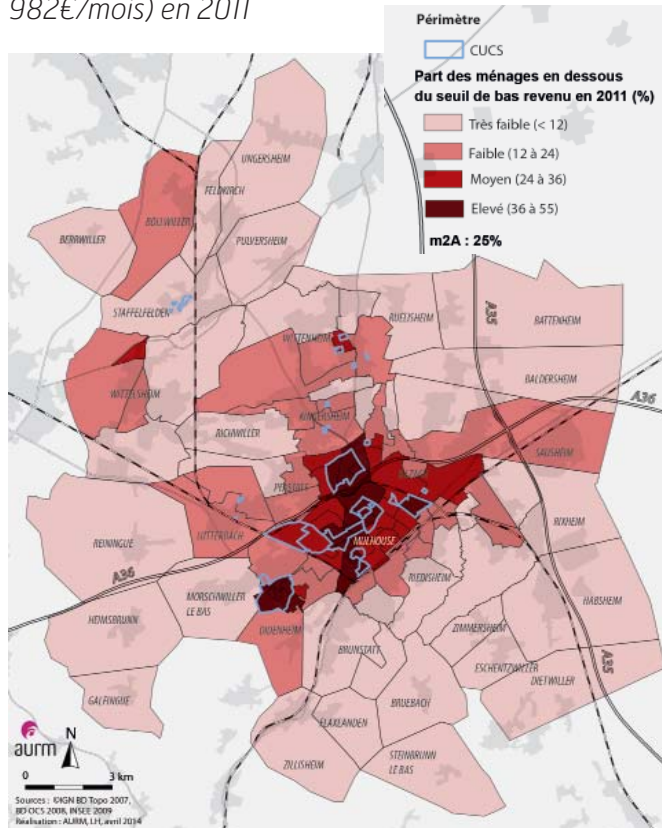 982€/mois) en 2011
Périmètre
CUCS
Part des ménages en dessous
du seuil de bas revenu en 2011 (%)
Très faible (< 12)
Faible (12 à 24)
Moyen (24 à 36)
Elevé (36 à 55)
m2A : 25%
UNGERSHEIM
FELDKIRCH
BOLLWILLER
BERRWILLER
PULVERSHEIM
STAFFELFELDEN
RUELISHEIM
A35
BATTENHEIM
WITTENHEIM
BALDERSHEIM
A36
WITTELSHEIM
KINGERSHEIM
RICHWILLER
SAUSHEIM
ILLZACH
PFASTATT
LUTTERBACH
REININGUE
MULHOUSE
RIXHEIM
A36
MORSCHWILLER
LE BAS
RIEDISHEIM
HABSHEIM
HEIMSBRUNN
DIDENHEIM
ZIMMERSHEIM
BRUNSTATT
ESCHENTZWILLER
A35
DIETWILLER
GALFINGUE
BRUEBACH
FLAXLANDEN
STEINBRUNN
LE BAS
ZILLISHEIM
aurm
N
0 3 km
Sources : ©IGN BD Topo 2007,
BD OCS 2008, INSEE 2009
Réalisation : AURM, LH, avril 2014